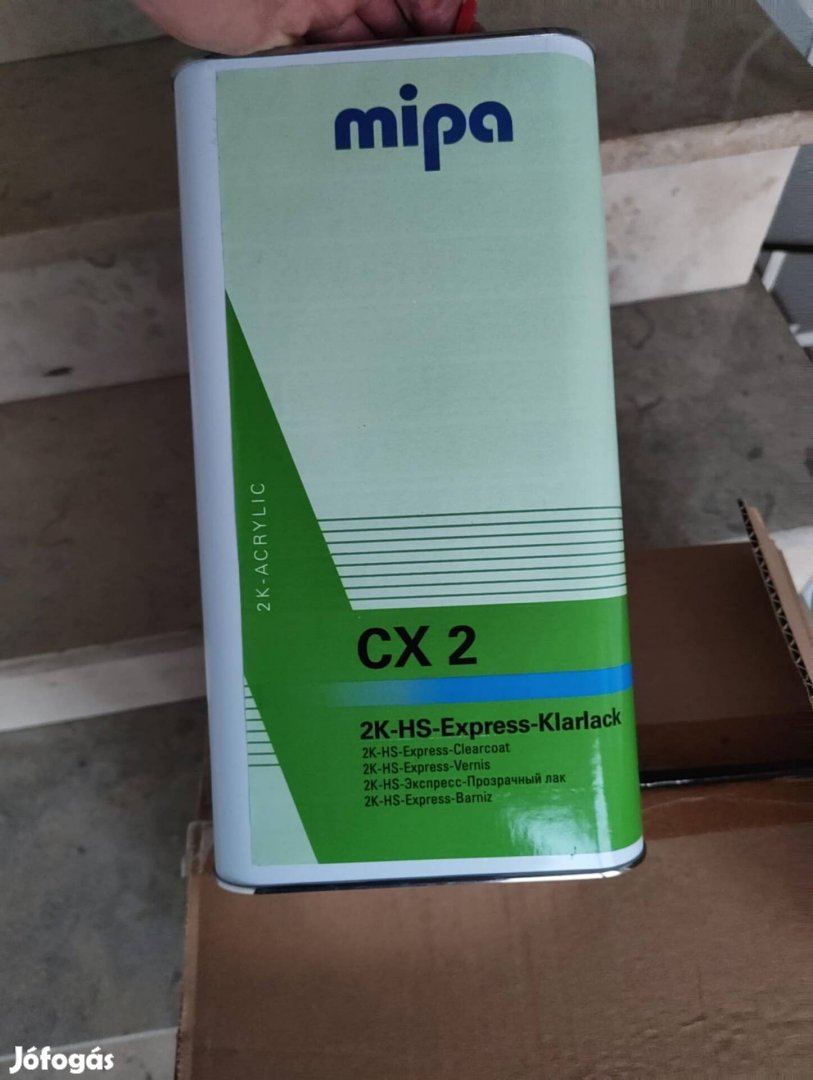 mipa
2K-ACRYLIC
CX 2
2K-HS-Express-Klarlack
2K-HS-Express-Clearcoat
2K-HS-Express-Vernis
2K-HS-Экспресс-Прозрачный лак
2K-HS-Express-Barniz
Jófogás